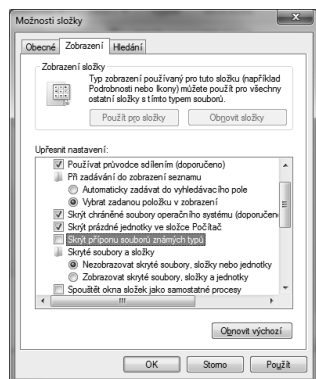 Možnosti složky
Obecné Zobrazení Hledání
Zobrazení složky
Typ zobrazení používaný pro tuto složku (například
Podrobnosti nebo Ikony) můžete použít pro všechny
ostatní složky s tímto typem souborů.
Použít pro složky Obnovit složky
Upřesnit nastavení:
Používat průvodce sdílením (doporučeno)
Při zadávání do zobrazení seznamu
Automaticky zadávat do vyhledávacího pole
Vybrat zadanou položku v zobrazení
Skrýt chráněné soubory operačního systému (doporučen
Skrýt prázdné jednotky ve složce Počítač
Skrýt příponu souborů známých typů
Skryté soubory a složky
Nezobrazovat skryté soubory, složky nebo jednotky
Zobrazovat skryté soubory, složky a jednotky
Spouštět okna složek jako samostatné procesy
Obnovit výchozí
OK Storno Použít